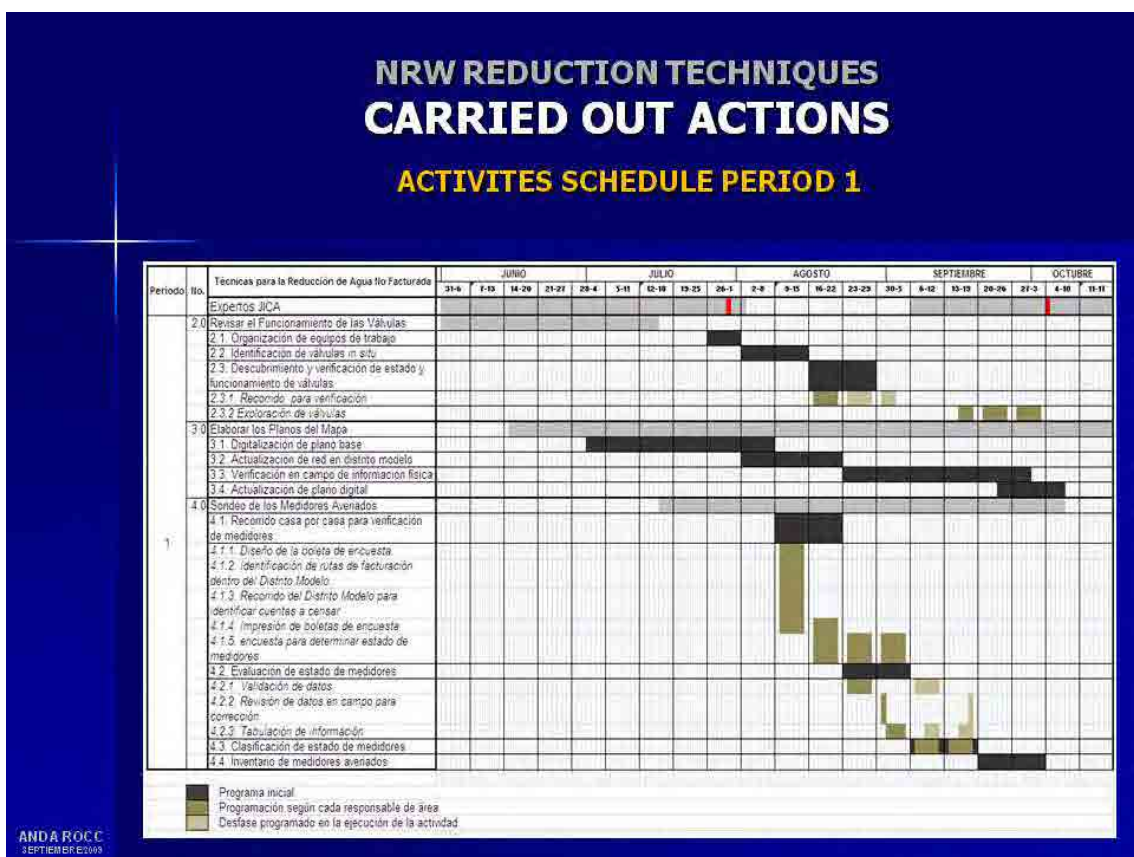 NRW REDUCTION TECHNIQUES
CARRIED OUT ACTIONS
ACTIVITES SCHEDULE PERIOD 1
Periodo No. Técnicas para la Reducción de Agua No Facturada JUNIO JULIO AGOSTO SEPTIEMBRE OCTUBRE
31-6 7-13 14-20 21-27 28-4 5-11 12-18 19-25 26-1 2-8 9-15 16-22 23-29 30-5 6-12 13-19 20-26 27-3 4-10 11-11
Expertos JICA
1
2.0 Revisar el Funcionamiento de las Válvulas
2.1. Organización de equipos de trabajo
2.2. Identificación de válvulas in situ
2.3. Descubrimiento y verificación de estado y
funcionamiento de válvulas
2.3.1 Recorrido para verificación
2.3.2 Exploración de válvulas
3.0 Elaborar los Planos del Mapa
3.1. Digitalización de plano base
3.2. Actualización de red en distrito modelo
3.3. Verificación en campo de información física
3.4. Actualización de plano digital
4.0 Sondeo de los Medidores Averiados
4.1. Recorrido casa por casa para verificación
de medidores
4.1.1. Diseño de la boleta de encuesta
4.1.2. Identificación de rutas de facturación
dentro del Distrito Modelo
4.1.3. Recorrido del Distrito Modelo para
identificar cuentas a censar
4.1.4. Impresión de boletas de encuesta
4.1.5. encuesta para determinar estado de
medidores
4.2. Evaluación de estado de medidores
4.2.1. Validación de datos
4.2.2. Revisión de datos en campo para
corrección
4.2.3. Tabulación de información
4.3. Clasificación de estado de medidores
4.4. Inventario de medidores averiados
Programa inicial
Programación según cada responsable de área
Desfase programado en la ejecución de la actividad
ANDA ROCC
SEPTIEMBRE2009